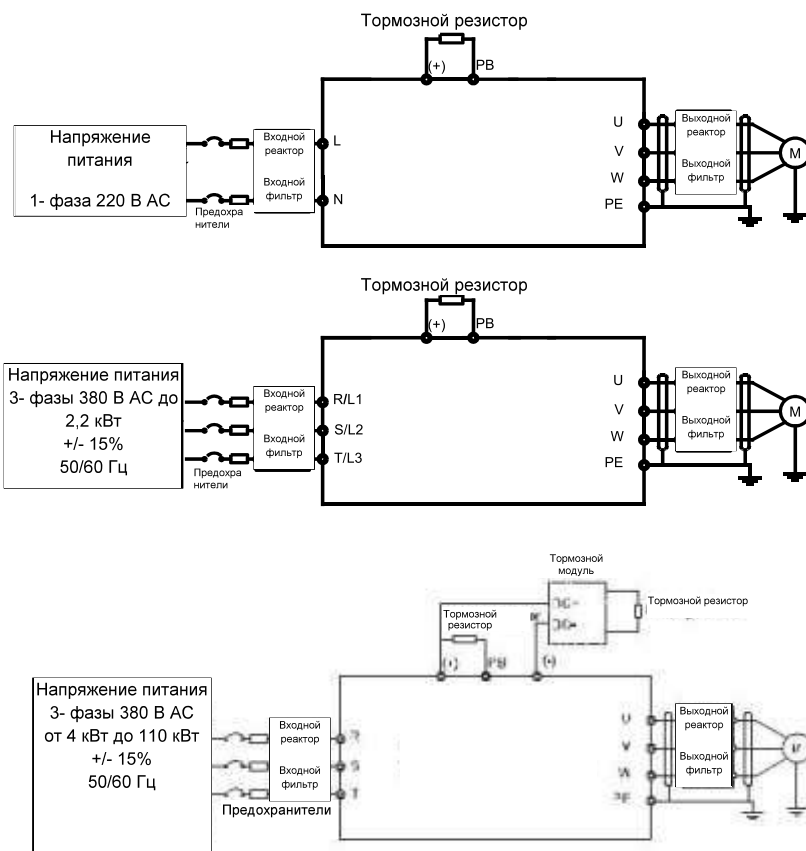 Тормозной резистор
(+)
PB
Напряжение
питания
1- фаза 220 В АС
Предохра
нители
Входной
реактор
Входной
фильтр
L
N
U
V
W
PE
Выходной
реактор
Выходной
фильтр
M
Тормозной резистор
(+)
PB
Напряжение питания
3- фазы 380 В АС до
2,2 кВт
+/- 15%
50/60 Гц
Предохра
нители
Входной
реактор
Входной
фильтр
R/L1
S/L2
T/L3
U
V
W
PE
Выходной
реактор
Выходной
фильтр
M
Тормозной
модуль
Тормозной резистор
Тормозной
резистор
(+)
PB
(-)
Напряжение питания
3- фазы 380 В АС
от 4 кВт до 110 кВт
+/- 15%
50/60 Гц
Предохранители
Входной
реактор
Входной
фильтр
R
S
T
U
V
W
PE
Выходной
реактор
Выходной
фильтр